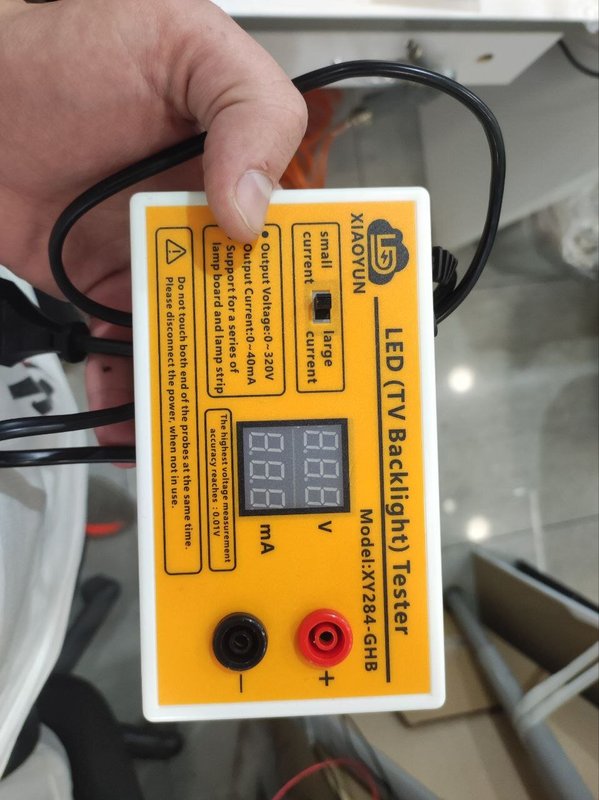 XIAOYUN
LED (TV Backlight) Tester
Model:XY284-GHB
small
current
large
current
• Output Voltage:0~320V
Output Current:0~40mA
Support for a series of
lamp board and lamp strip
888
V
888
mA
The highest voltage measurement
accuracy reaches : 0.01V
Do not touch both end of the probes at the same time.
Please disconnect the power, when not in use.
+
−